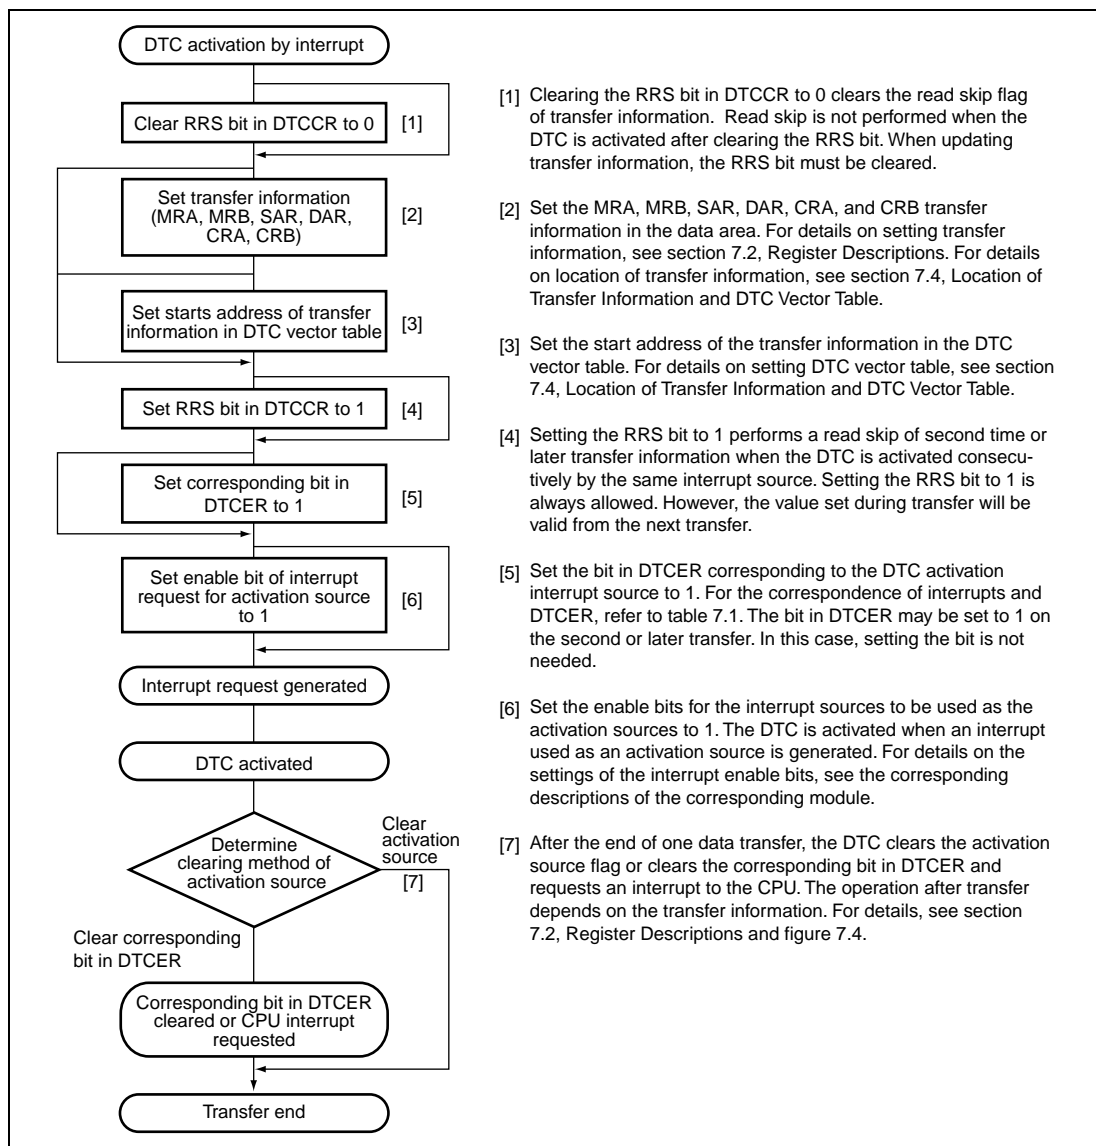 DTC activation by interrupt
Clear RRS bit in DTCCR to 0
[1]
Set transfer information
(MRA, MRB, SAR, DAR,
CRA, CRB)
[2]
Set starts address of transfer
information in DTC vector table
[3]
Set RRS bit in DTCCR to 1
[4]
Set corresponding bit in
DTCER to 1
[5]
Set enable bit of interrupt
request for activation source
to 1
[6]
Interrupt request generated
DTC activated
Determine
clearing method of
activation source
Clear
activation
source
[7]
Clear corresponding
bit in DTCER
Corresponding bit in DTCER
cleared or CPU interrupt
requested
Transfer end
[1] Clearing the RRS bit in DTCCR to 0 clears the read skip flag
of transfer information. Read skip is not performed when the
DTC is activated after clearing the RRS bit. When updating
transfer information, the RRS bit must be cleared.
[2] Set the MRA, MRB, SAR, DAR, CRA, and CRB transfer
information in the data area. For details on setting transfer
information, see section 7.2, Register Descriptions. For details
on location of transfer information, see section 7.4, Location of
Transfer Information and DTC Vector Table.
[3] Set the start address of the transfer information in the DTC
vector table. For details on setting DTC vector table, see section
7.4, Location of Transfer Information and DTC Vector Table.
[4] Setting the RRS bit to 1 performs a read skip of second time or
later transfer information when the DTC is activated consecu-
tively by the same interrupt source. Setting the RRS bit to 1 is
always allowed. However, the value set during transfer will be
valid from the next transfer.
[5] Set the bit in DTCER corresponding to the DTC activation
interrupt source to 1. For the correspondence of interrupts and
DTCER, refer to table 7.1. The bit in DTCER may be set to 1 on
the second or later transfer. In this case, setting the bit is not
needed.
[6] Set the enable bits for the interrupt sources to be used as the
activation sources to 1. The DTC is activated when an interrupt
used as an activation source is generated. For details on the
settings of the interrupt enable bits, see the corresponding
descriptions of the corresponding module.
[7] After the end of one data transfer, the DTC clears the activation
source flag or clears the corresponding bit in DTCER and
requests an interrupt to the CPU. The operation after transfer
depends on the transfer information. For details, see section
7.2, Register Descriptions and figure 7.4.